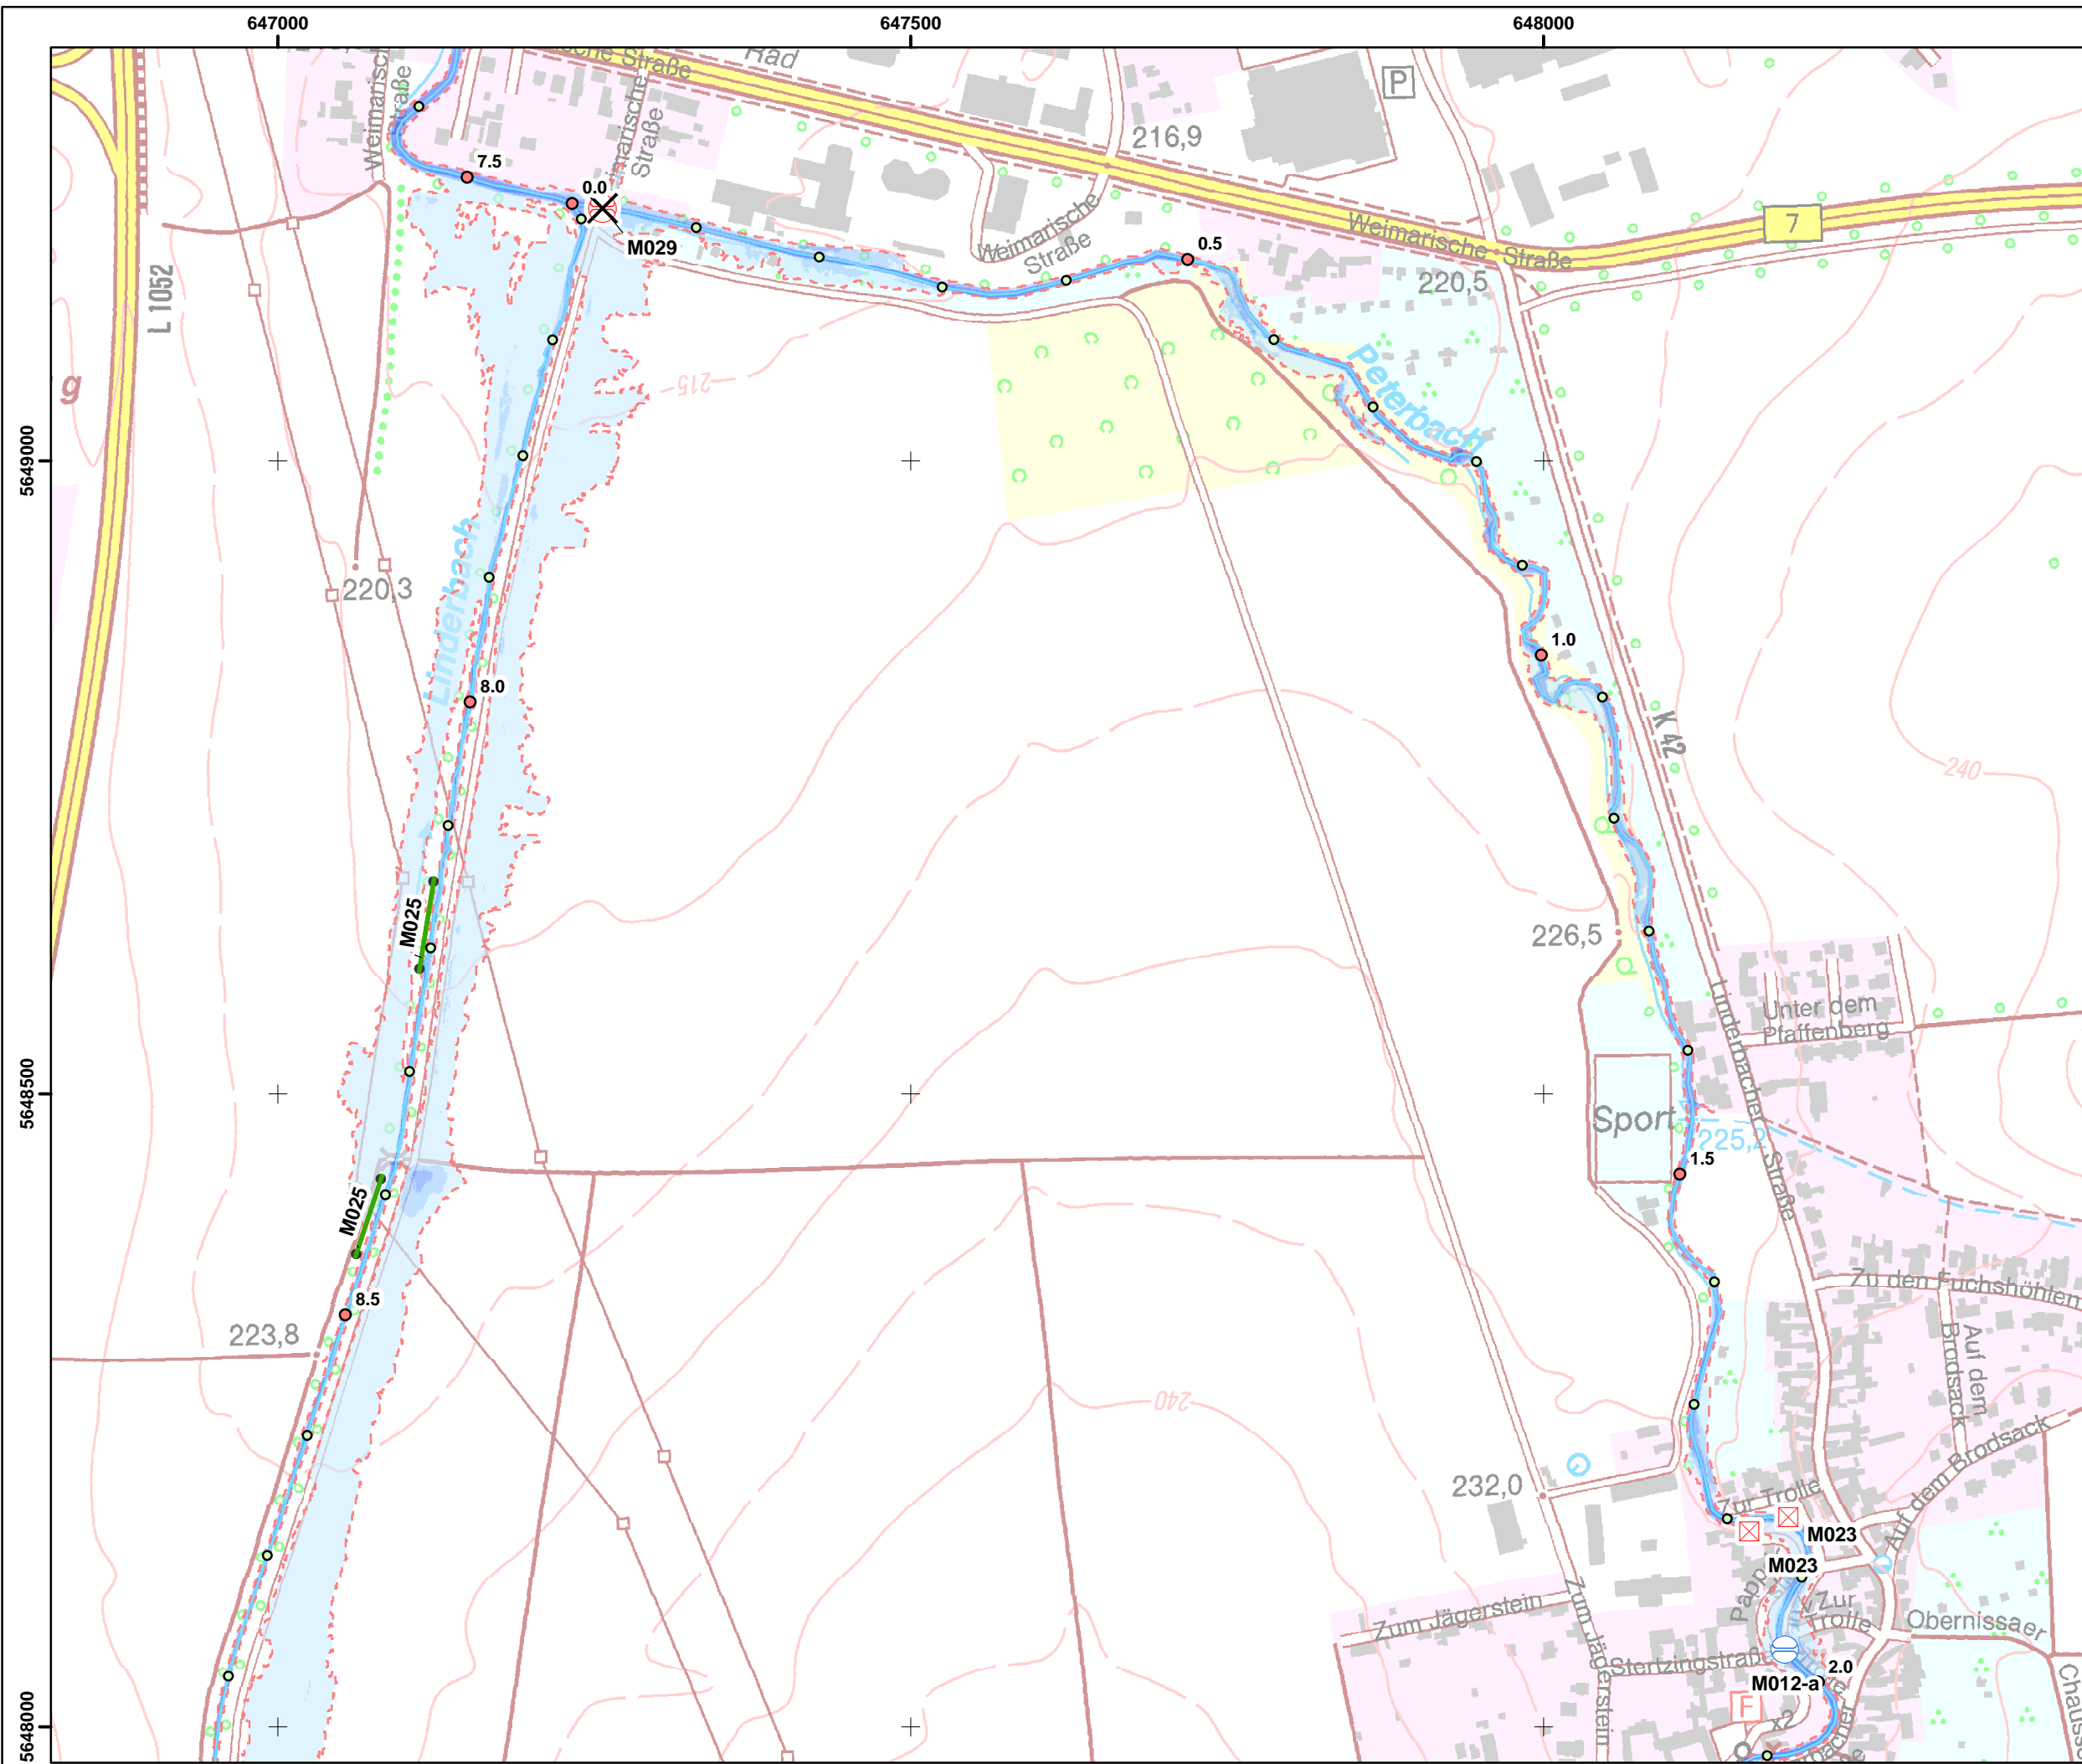 647000
647500
648000
5649000
5648500
5648000
Rad
Weimarische
Straße
sche Straße
Straße
P
216,9
7.5
0.0
M029
Weimarische
Straße
0.5
Weimarische Straße
7
220,5
L 1052
g
215
Peterbach
Linderbach
220,3
8.0
1.0
K 42
240
M025
226,5
Unter dem
Pfaffenberg
Linderbacher Straße
Sport
225,2
1.5
M025
8.5
223,8
Zu den Fuchshöhlen
Auf dem
Brodsack
240
232,0
Zur Trolle
Auf dem Brodsack
M023
M023
Zur
Trolle
Obernissaer
Zum Jägerstein
Zum Jägerstein
Stertzingstraße
2.0
M012-a
F
x2